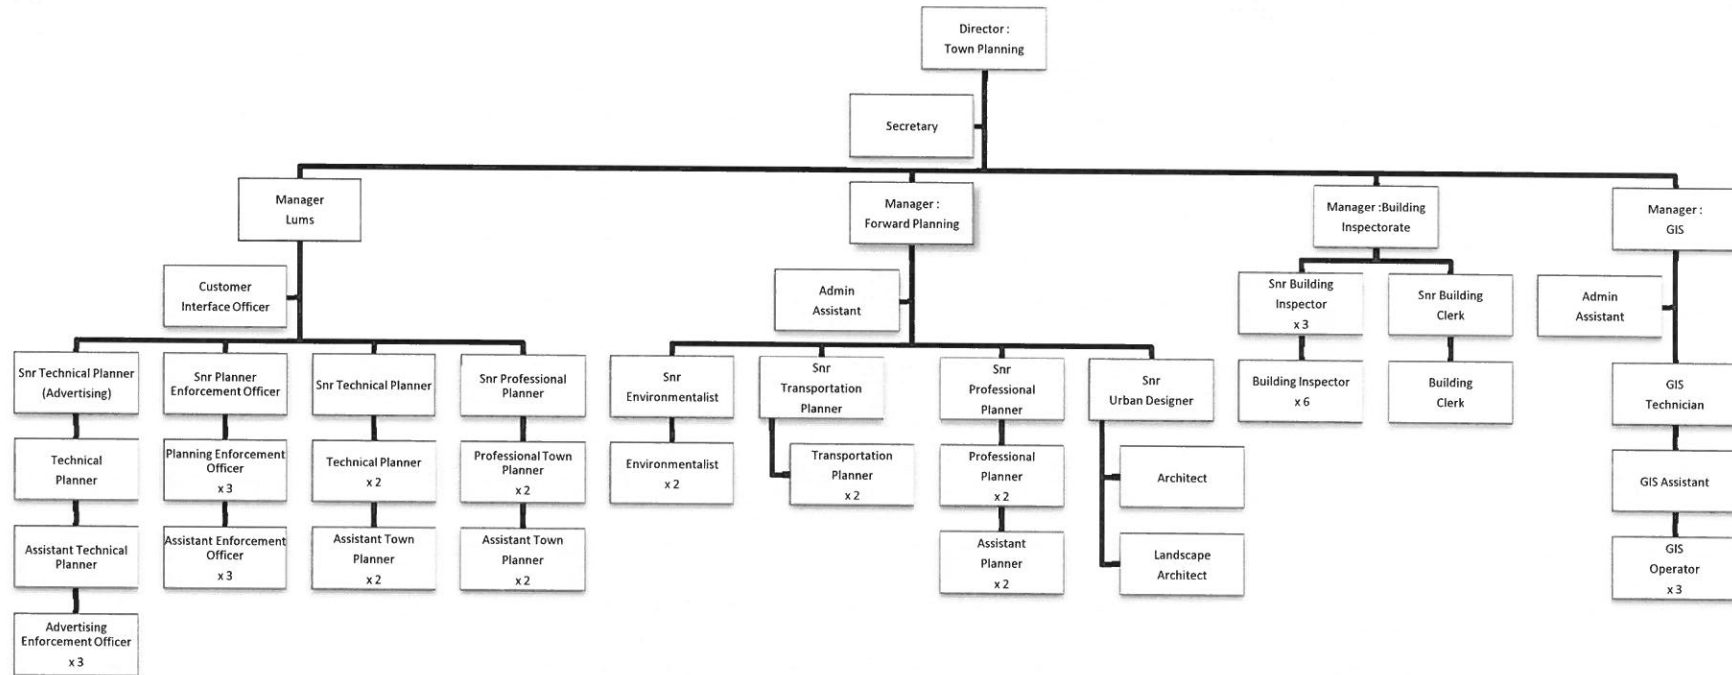 Director :
Town Planning
Secretary
Manager
Lums
Manager :
Forward Planning
Manager :Building
Inspectorate
Manager :
GIS
Customer
Interface Officer
Admin
Assistant
Snr Building
Inspector
x 3
Snr Building
Clerk
Admin
Assistant
Snr Technical Planner
(Advertising)
Snr Planner
Enforcement Officer
Snr Technical Planner
Snr Professional
Planner
Snr
Environmentalist
Snr
Transportation
Planner
Snr
Professional
Planner
Snr
Urban Designer
Building Inspector
x 6
Building
Clerk
GIS
Technician
Technical
Planner
Planning Enforcement
Officer
x 3
Technical Planner
x 2
Professional Town
Planner
x 2
Environmentalist
x 2
Transportation
Planner
x 2
Professional
Planner
x 2
Architect
GIS Assistant
Assistant Technical
Planner
Assistant Enforcement
Officer
x 3
Assistant Town
Planner
x 2
Assistant Town
Planner
x 2
Assistant
Planner
x 2
Landscape
Architect
GIS
Operator
x 3
Advertising
Enforcement Officer
x 3